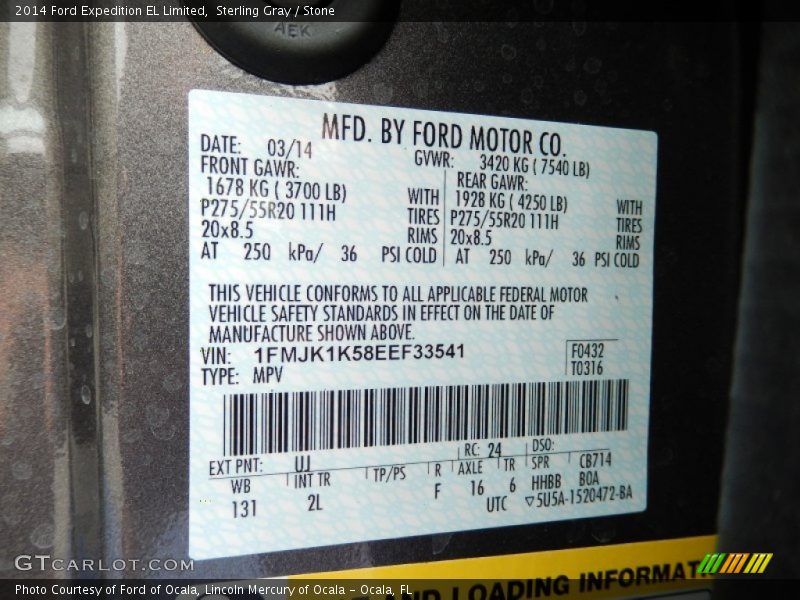 2014 Ford Expedition EL Limited, Sterling Gray / Stone
AEK
MFD. BY FORD MOTOR CO.
DATE: 03/14 GVWR: 3420 KG ( 7540 LB)
FRONT GAWR: REAR GAWR:
1678 KG ( 3700 LB) WITH 1928 KG ( 4250 LB) WITH
P275/55R20 111H TIRES P275/55R20 111H TIRES
20x8.5 RIMS 20x8.5 RIMS
AT 250 kPa/ 36 PSI COLD AT 250 kPa/ 36 PSI COLD
THIS VEHICLE CONFORMS TO ALL APPLICABLE FEDERAL MOTOR
VEHICLE SAFETY STANDARDS IN EFFECT ON THE DATE OF
MANUFACTURE SHOWN ABOVE.
VIN: 1FMJK1K58EEF33541 F0432
TYPE: MPV T0316
EXT PNT: UJ RC: 24 DSO: CB714
WB INT TR TP/PS R AXLE TR SPR BOA
131 2L F 16 6 HHBB
UTC ▽5U5A-1520472-BA
AND LOADING INFORMAT
GTCARLOT.COM
Photo Courtesy of Ford of Ocala, Lincoln Mercury of Ocala - Ocala, FL